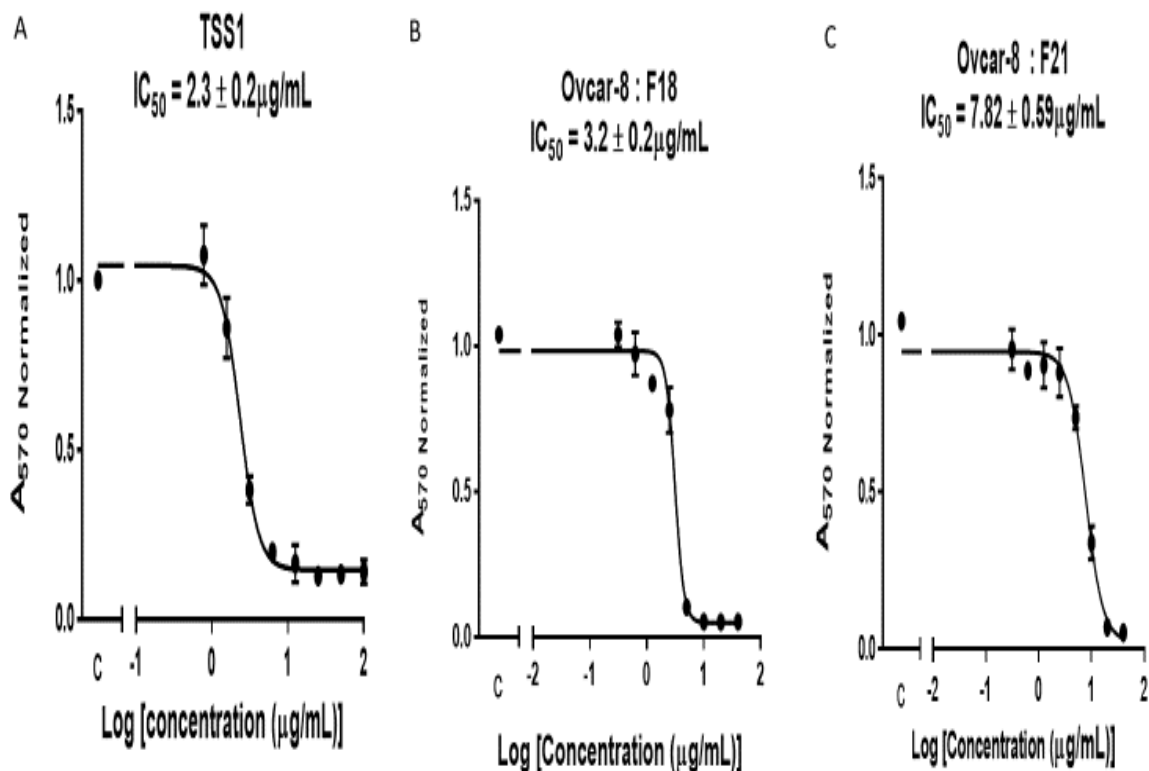 A
TSS1
IC50 = 2.3 ± 0.2µg/mL
1.5
1.0
0.5
0.0
A570 Normalized
C -1 0 1 2
Log [concentration (µg/mL)]
B
Ovcar-8 : F18
IC50 = 3.2 ± 0.2µg/mL
1.5
1.0
0.5
0.0
A570 Normalized
C -2 -1 0 1 2
Log [Concentration (µg/mL)]
C
Ovcar-8 : F21
IC50 = 7.82 ± 0.59µg/mL
1.5
1.0
0.5
0.0
A570 Normalized
C -2 -1 0 1 2
Log [Concentration (µg/mL)]